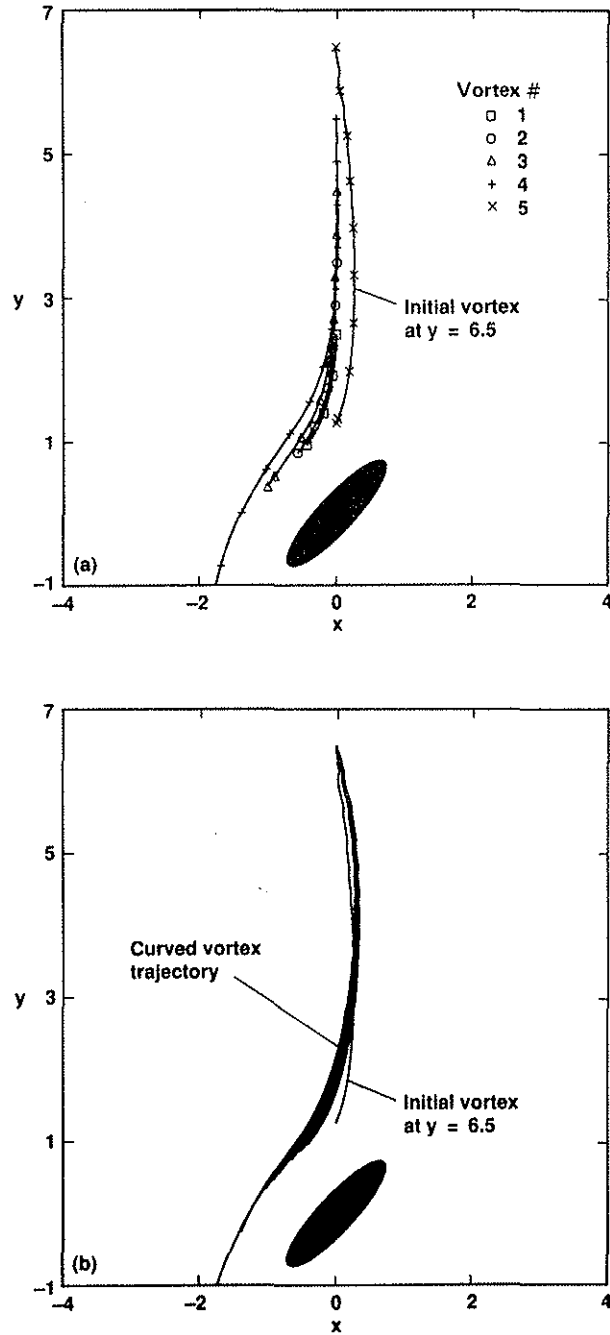 7
5
3
1
−1
y
Vortex #
1
2
3
4
5
Initial vortex
at y = 6.5
(a)
−4
−2
0
2
4
x
7
5
3
1
−1
y
Curved vortex
trajectory
Initial vortex
at y = 6.5
(b)
−4
−2
0
2
4
x